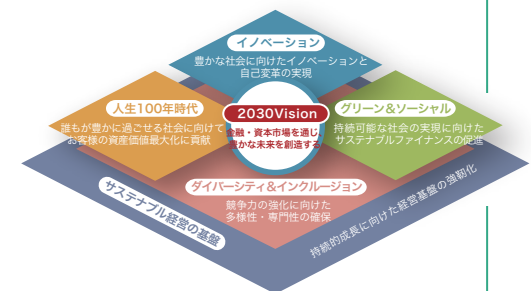 イノベーション
豊かな社会に向けたイノベーションと
自己変革の実現
人生100年時代
誰もが豊かに過ごせる社会に向けて
お客様の資産価値最大化に貢献
2030Vision
金融・資本市場を通じ、
豊かな未来を創造する
グリーン&ソーシャル
持続可能な社会の実現に向けた
サステナブルファイナンスの促進
ダイバーシティ&インクルージョン
競争力の強化に向けた
多様性・専門性の確保
サステナブル経営の基盤
持続的成長に向けた経営基盤の強靭化